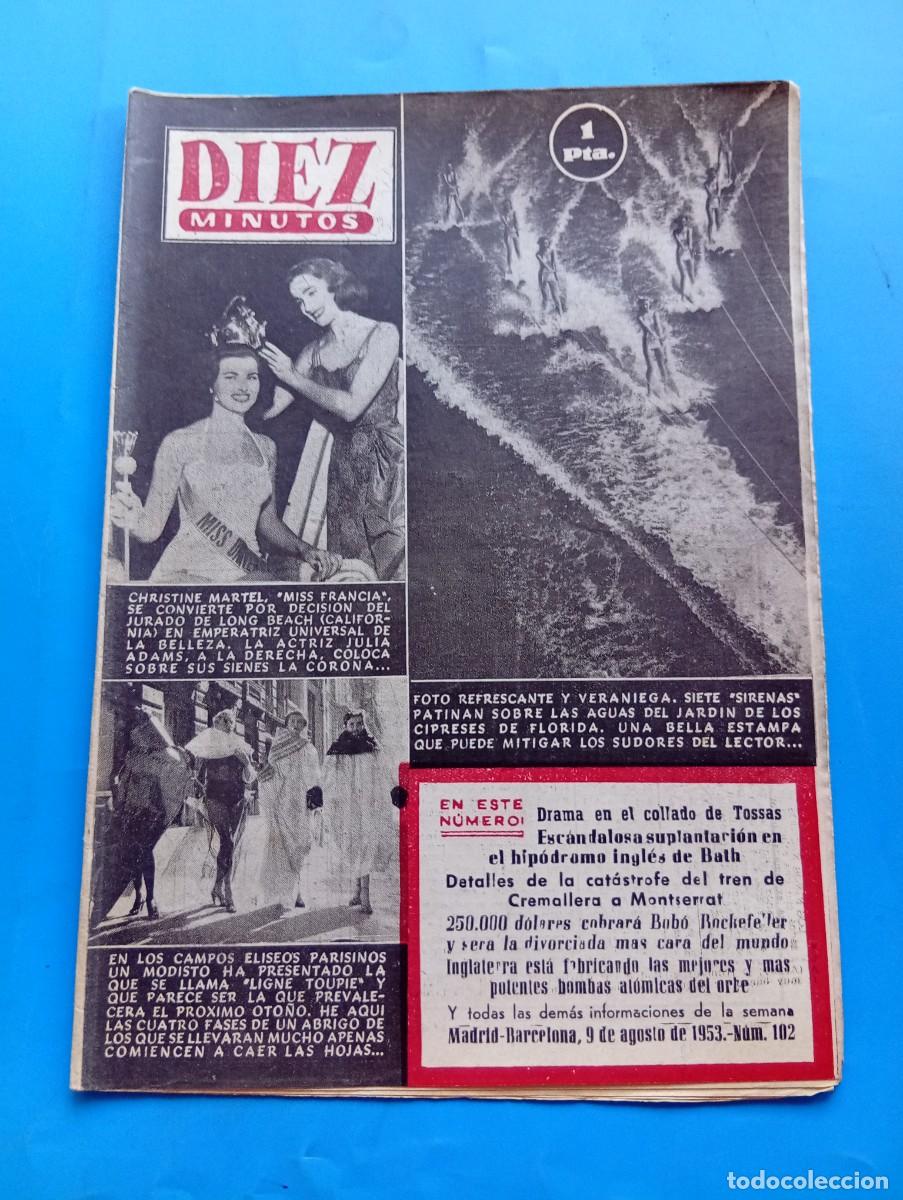 DIEZ
MINUTOS
1
Pta.
MISS UNI
CHRISTINE MARTEL, "MISS FRANCIA",
SE CONVIERTE POR DECISION DEL
JURADO DE LONG BEACH (CALIFOR-
NIA) EN EMPERATRIZ UNIVERSAL DE
LA BELLEZA. LA ACTRIZ JULIA
ADAMS, A LA DERECHA, COLOCA
SOBRE SUS SIENES LA CORONA...
FOTO REFRESCANTE Y VERANIEGA. SIETE "SIRENAS"
PATINAN SOBRE LAS AGUAS DEL JARDIN DE LOS
CIPRESES DE FLORIDA. UNA BELLA ESTAMPA
QUE PUEDE MITIGAR LOS SUDORES DEL LECTOR...
EN LOS CAMPOS ELISEOS PARISINOS
UN MODISTO HA PRESENTADO LA
QUE SE LLAMA "LIGNE TOUPIE" Y
QUE PARECE SER LA QUE PREVALE-
CERA EL PROXIMO OTOÑO. HE AQUI
LAS CUATRO FASES DE UN ABRIGO DE
LOS QUE SE LLEVARAN MUCHO APENAS
COMIENCEN A CAER LAS HOJAS...
EN ESTE
NÚMERO:
Drama en el collado de Tossas
Escándalosa suplantarión en
el hipódromo inglés de Bath
Detalles de la catástrofe del tren de
Cremallera a Montserrat
250.000 dólares cobrará Bobó Rockefeller
y sera la divorciada mas cara del mundo
Inglaterra está fabricando las mejores y mas
potentes bombas atómicas del orbe
Y todas las demás informaciones de la semana
Madrid-Barcelona, 9 de agosto de 1953.-Núm. 102
todocoleccion